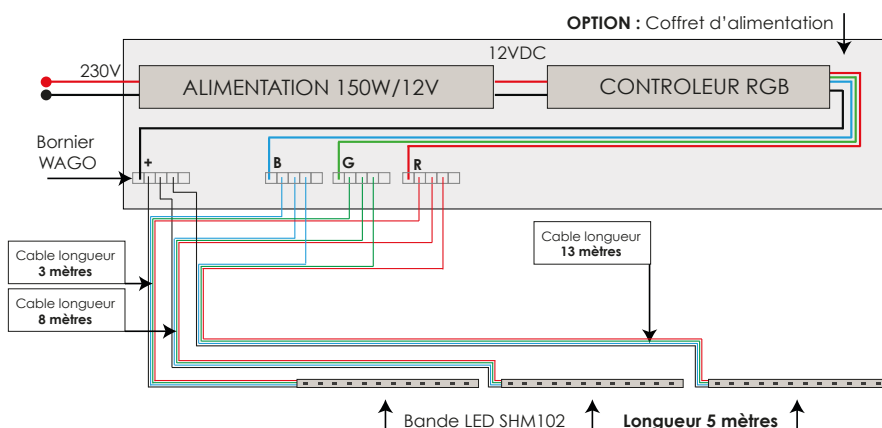 OPTION : Coffret d'alimentation
230V
12VDC
ALIMENTATION 150W/12V
CONTROLEUR RGB
Bornier
WAGO
+
B
G
R
Cable longueur
3 mètres
Cable longueur
13 mètres
Cable longueur
8 mètres
Bande LED SHM102
Longueur 5 mètres